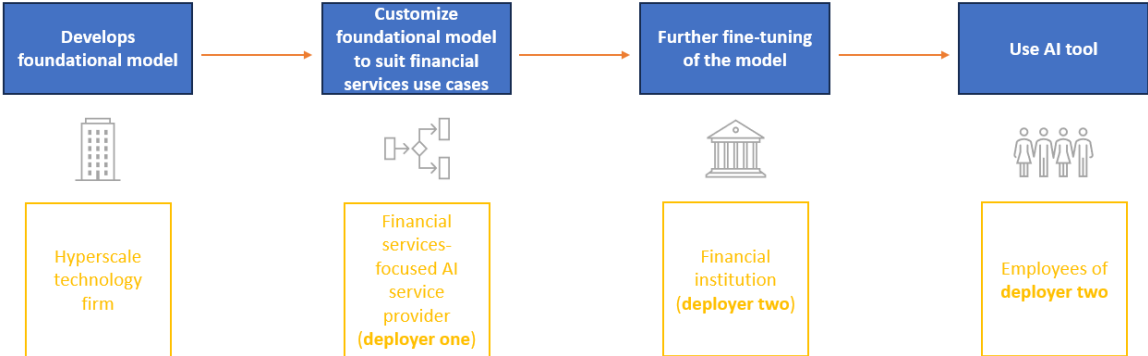 Develops
foundational model
Customize
foundational model
to suit financial
services use cases
Further fine-tuning
of the model
Use AI tool
Hyperscale
technology
firm
Financial
services-
focused AI
service
provider
(deployer one)
Financial
institution
(deployer two)
Employees of
deployer two